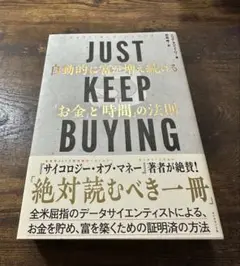 JUST
自動的に富が増え続ける
KEEP
「お金」と「時間」の法則
BUYING
『サイコロジー・オブ・マネー』著者が絶賛!
「絶対読むべき一冊」
全米屈指のデータサイエンティストによる、
お金を貯め、富を築くための証明済の方法